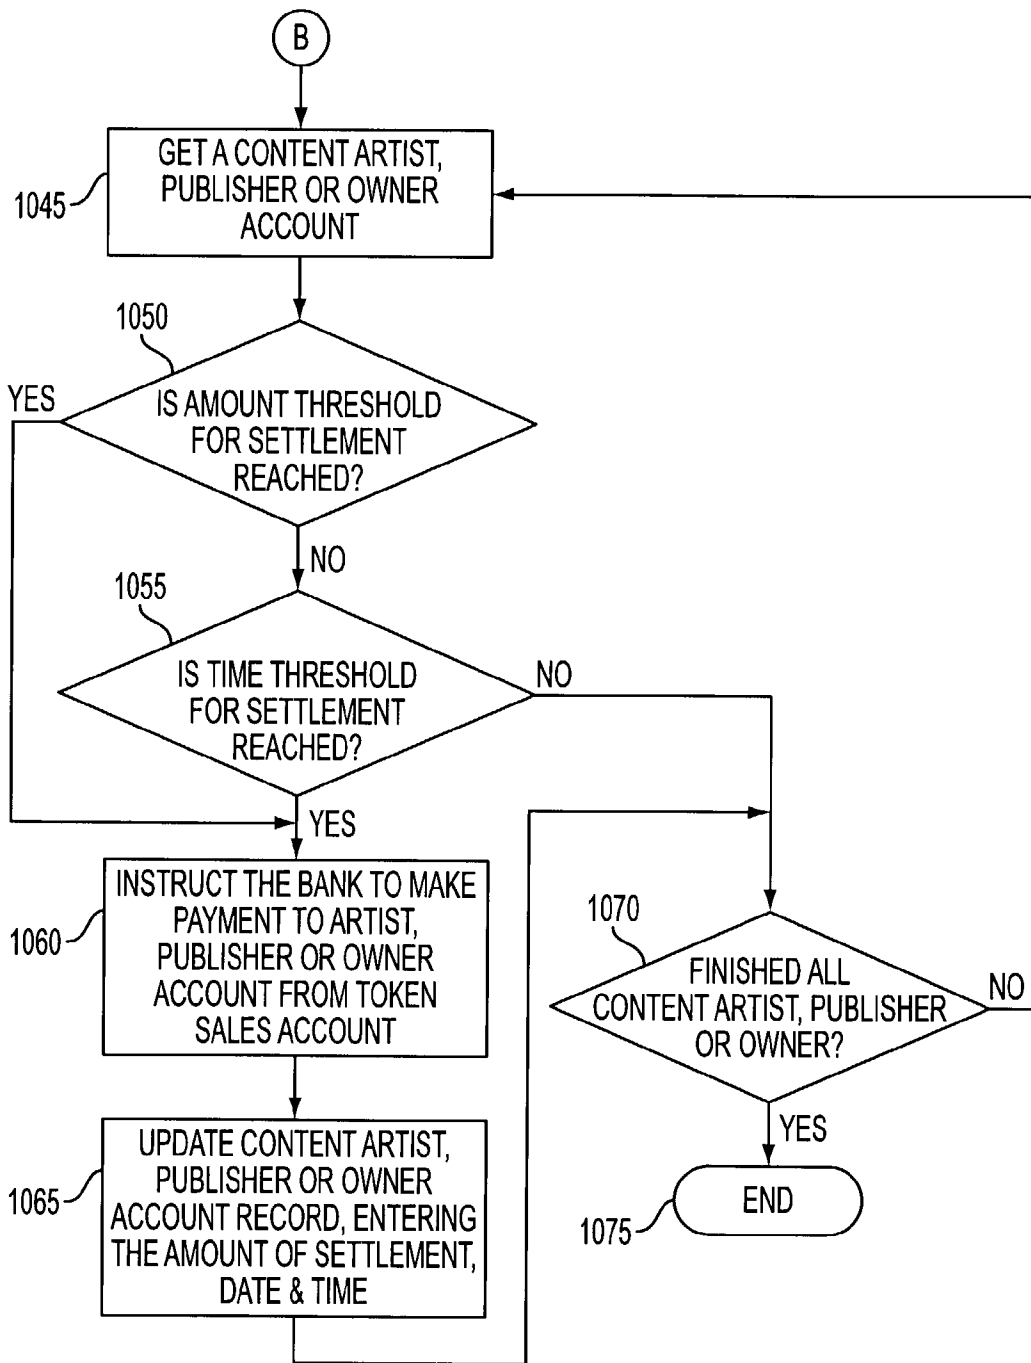 B
GET A CONTENT ARTIST,
PUBLISHER OR OWNER
ACCOUNT
1045
1050
YES
IS AMOUNT THRESHOLD
FOR SETTLEMENT
REACHED?
NO
1055
IS TIME THRESHOLD
FOR SETTLEMENT
REACHED?
NO
YES
INSTRUCT THE BANK TO MAKE
PAYMENT TO ARTIST,
PUBLISHER OR OWNER
ACCOUNT FROM TOKEN
SALES ACCOUNT
1060
1070
FINISHED ALL
CONTENT ARTIST, PUBLISHER
OR OWNER?
NO
YES
UPDATE CONTENT ARTIST,
PUBLISHER OR OWNER
ACCOUNT RECORD, ENTERING
THE AMOUNT OF SETTLEMENT,
DATE & TIME
1065
END
1075